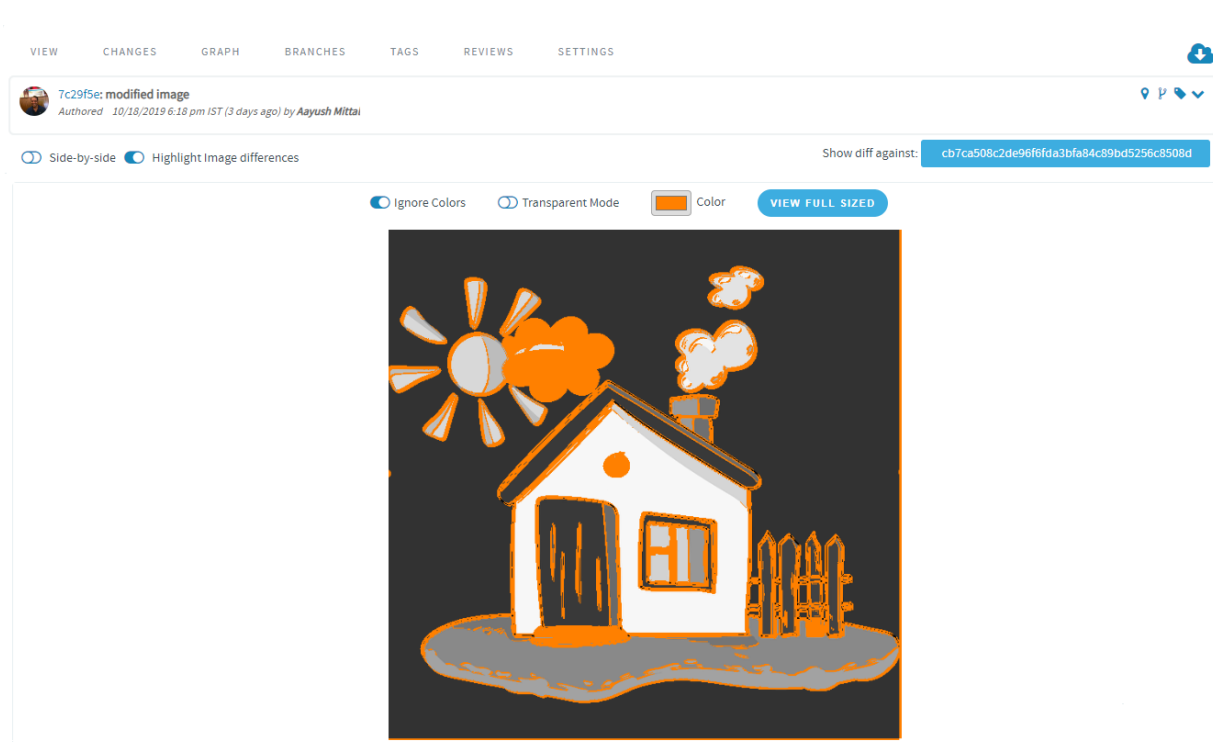 VIEW CHANGES GRAPH BRANCHES TAGS REVIEWS SETTINGS
7c29f5e: modified image
Authored 10/18/2019 6:18 pm IST (3 days ago) by Aayush Mittal
Side-by-side Highlight Image differences Show diff against: cb7ca508c2de96f6fda3bfa84c89bd5256c8508d
Ignore Colors Transparent Mode Color VIEW FULL SIZED